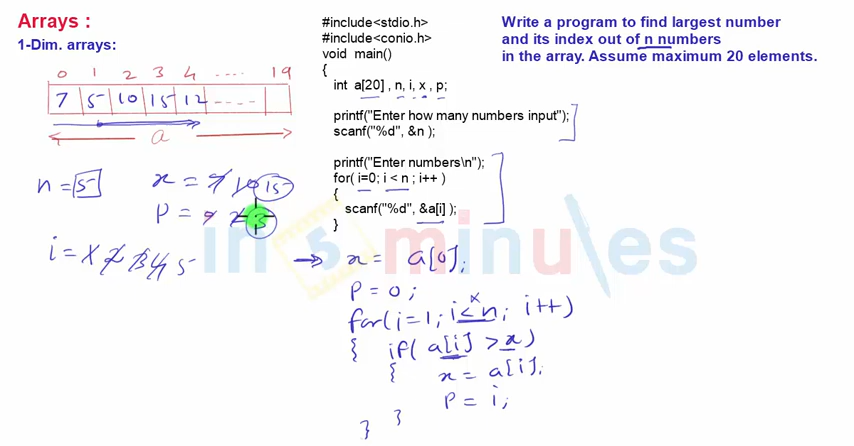 Arrays :
1-Dim. arrays:
0 1 2 3 4 .... 19
7 5 10 15 12 -----
a
n = 5
x = 7 10 15
P = 0 2 3
i = 1 2 3 4 5
#include<stdio.h>
#include<conio.h>
void main()
{
int a[20] , n, i, x , p;
printf("Enter how many numbers input");
scanf("%d", &n );
printf("Enter numbers\n");
for( i=0; i < n ; i++ )
{
scanf("%d", &a[i] );
}
→ x = a[0];
P = 0;
for(i=1; i<n; i++)
{ if( a[i] > x )
{ x = a[i];
P = i;
}
}
Write a program to find largest number
and its index out of n numbers
in the array. Assume maximum 20 elements.
in 5 minutes